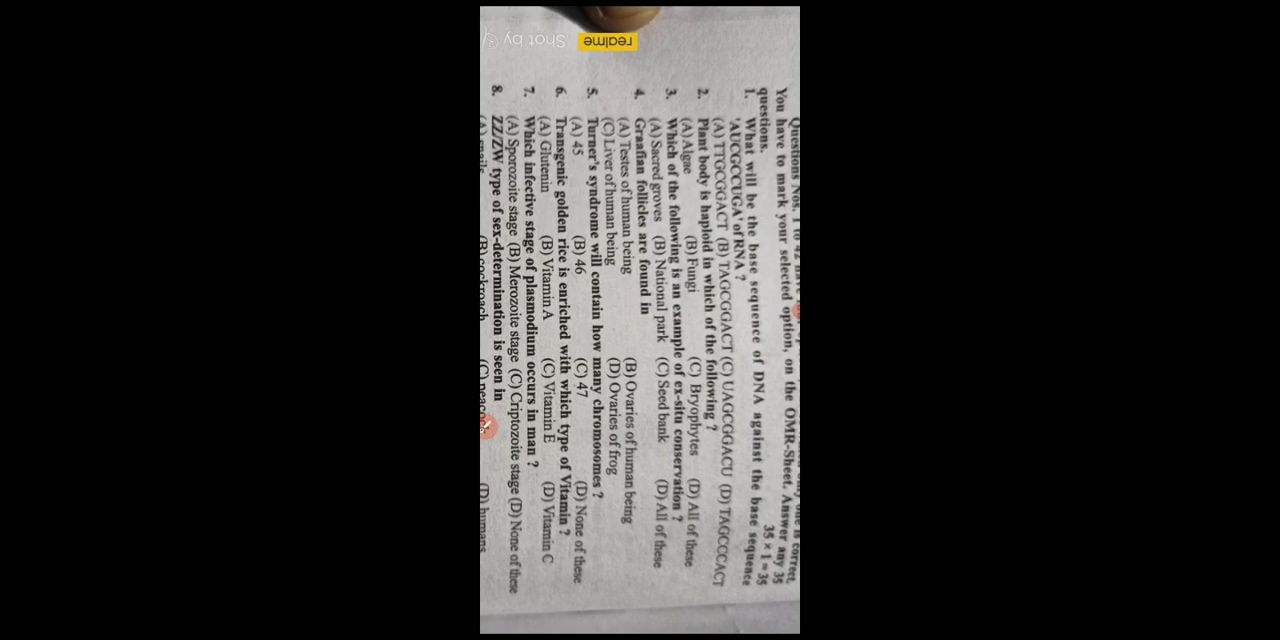 Questions Nos. 1 to 42 have
one is correct.
You have to mark your selected option, on the OMR-Sheet. Answer any 35
questions. 35 × 1 = 35
1. What will be the base sequence of DNA against the base sequence
'AUCGCCUGA' of RNA ?
(A) TTGCGGACT (B) TAGCGGACT (C) UAGCGGACU (D) TAGCCCACT
2. Plant body is haploid in which of the following ?
(A) Algae (B) Fungi (C) Bryophytes (D) All of these
3. Which of the following is an example of ex-situ conservation ?
(A) Sacred groves (B) National park (C) Seed bank (D) All of these
4. Graafian follicles are found in
(A) Testes of human being (B) Ovaries of human being
(C) Liver of human being (D) Ovaries of frog
5. Turner's syndrome will contain how many chromosomes ?
(A) 45 (B) 46 (C) 47 (D) None of these
6. Transgenic golden rice is enriched with which type of Vitamin ?
(A) Glutenin (B) Vitamin A (C) Vitamin E (D) Vitamin C
7. Which infective stage of plasmodium occurs in man ?
(A) Sporozoite stage (B) Merozoite stage (C) Criptozoite stage (D) None of these
8. ZZ/ZW type of sex-determination is seen in
(A) snails (B) cockroach (C) peacock (D) humans
realme Shot by